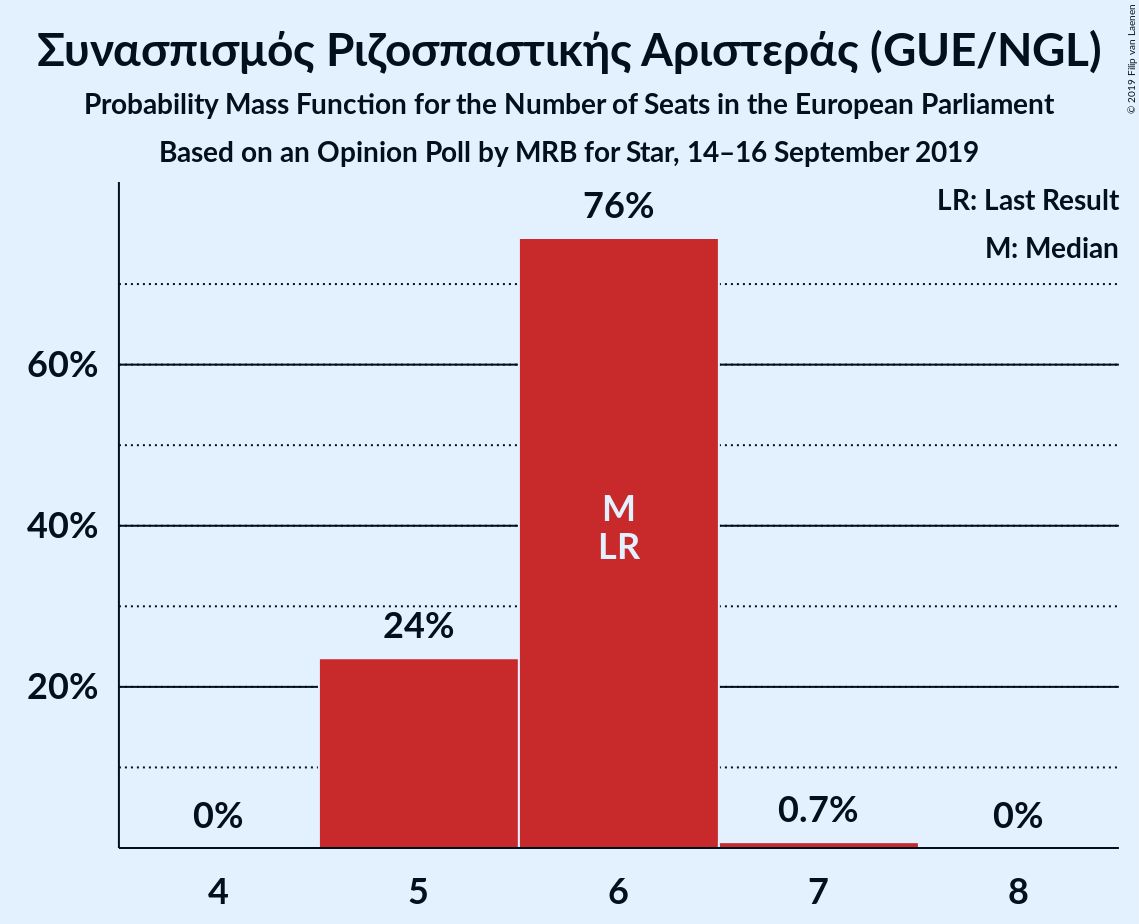 Συνασπισμός Ριζοσπαστικής Αριστεράς (GUE/NGL)
Probability Mass Function for the Number of Seats in the European Parliament
Based on an Opinion Poll by MRB for Star, 14–16 September 2019
© 2019 Filip van Laenen
LR: Last Result
M: Median
76%
60%
40%
M
LR
24%
20%
0%
0.7%
0%
4
5
6
7
8